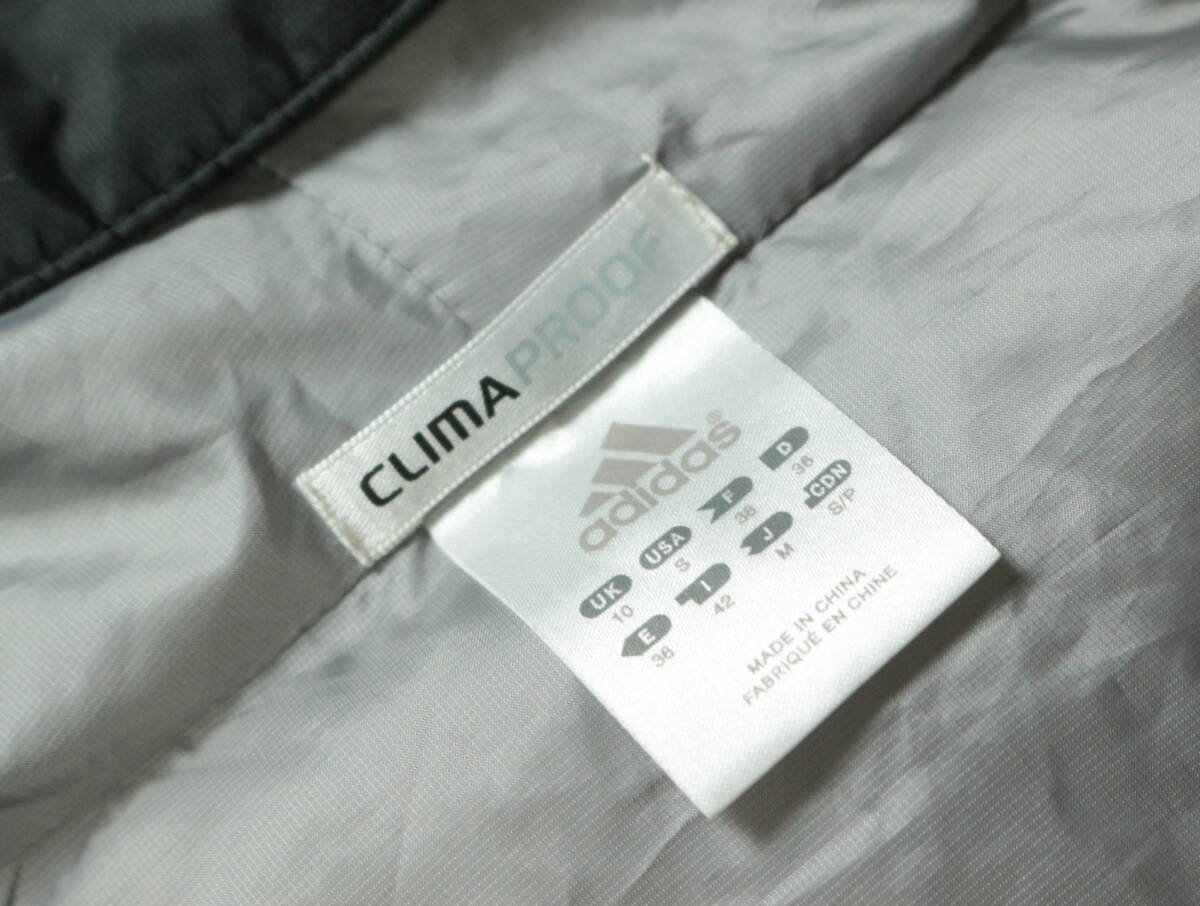 CLIMAPROOF
adidas®
UK USA F D
10 S 38 36
E I J CDN
36 42 M S/P
MADE IN CHINA
FABRIQUÉ EN CHINE